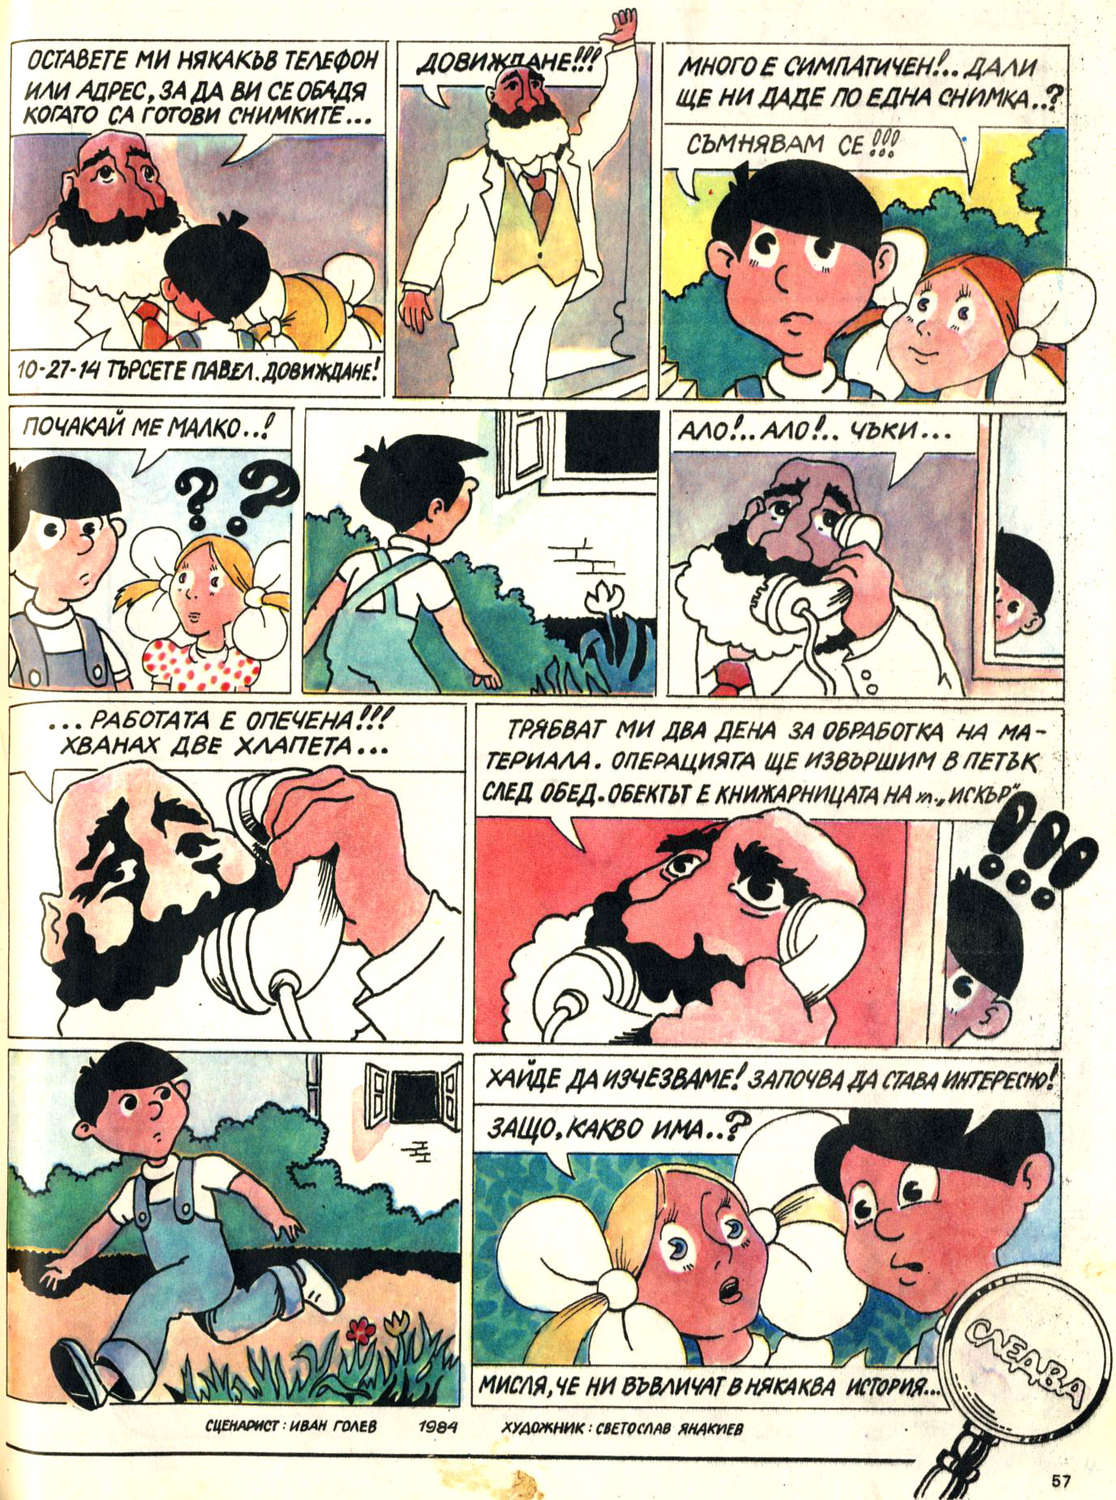 ОСТАВЕТЕ МИ НЯКАКЪВ ТЕЛЕФОН
ИЛИ АДРЕС, ЗА ДА ВИ СЕ ОБАДЯ
КОГАТО СА ГОТОВИ СНИМКИТЕ...
10-27-14 ТЪРСЕТЕ ПАВЕЛ. ДОВИЖДАНЕ!
ДОВИЖДАНЕ!!!
МНОГО Е СИМПАТИЧЕН!.. ДАЛИ
ЩЕ НИ ДАДЕ ПО ЕДНА СНИМКА..?
СЪМНЯВАМ СЕ!!!
ПОЧАКАЙ МЕ МАЛКО..!
? ?
АЛО!.. АЛО!.. ЧЪКИ...
...РАБОТАТА Е ОПЕЧЕНА!!!
ХВАНАХ ДВЕ ХЛАПЕТА...
ТРЯБВАТ МИ ДВА ДЕНА ЗА ОБРАБОТКА НА МА-
ТЕРИАЛА. ОПЕРАЦИЯТА ЩЕ ИЗВЪРШИМ В ПЕТЪК
СЛЕД ОБЕД. ОБЕКТЪТ Е КНИЖАРНИЦАТА НА т. „ИСКЪР"
!!!
ХАЙДЕ ДА ИЗЧЕЗВАМЕ! ЗАПОЧВА ДА СТАВА ИНТЕРЕСНО!
ЗАЩО, КАКВО ИМА..?
МИСЛЯ, ЧЕ НИ ВЪВЛИЧАТ В НЯКАКВА ИСТОРИЯ...
СЛЕДВА
СЦЕНАРИСТ: ИВАН ГОЛЕВ 1984 ХУДОЖНИК: СВЕТОСЛАВ ЯНАКИЕВ
57